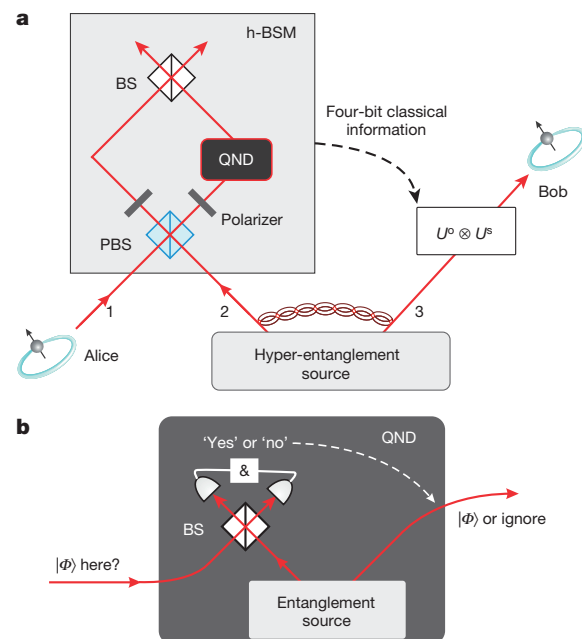 a
h-BSM
BS
Four-bit classical
information
QND
Bob
Polarizer
PBS
U° ⊗ Uˢ
1
2
3
Alice
Hyper-entanglement
source
b
'Yes' or 'no'
QND
&
BS
|Φ⟩ or ignore
|Φ⟩ here?
Entanglement
source